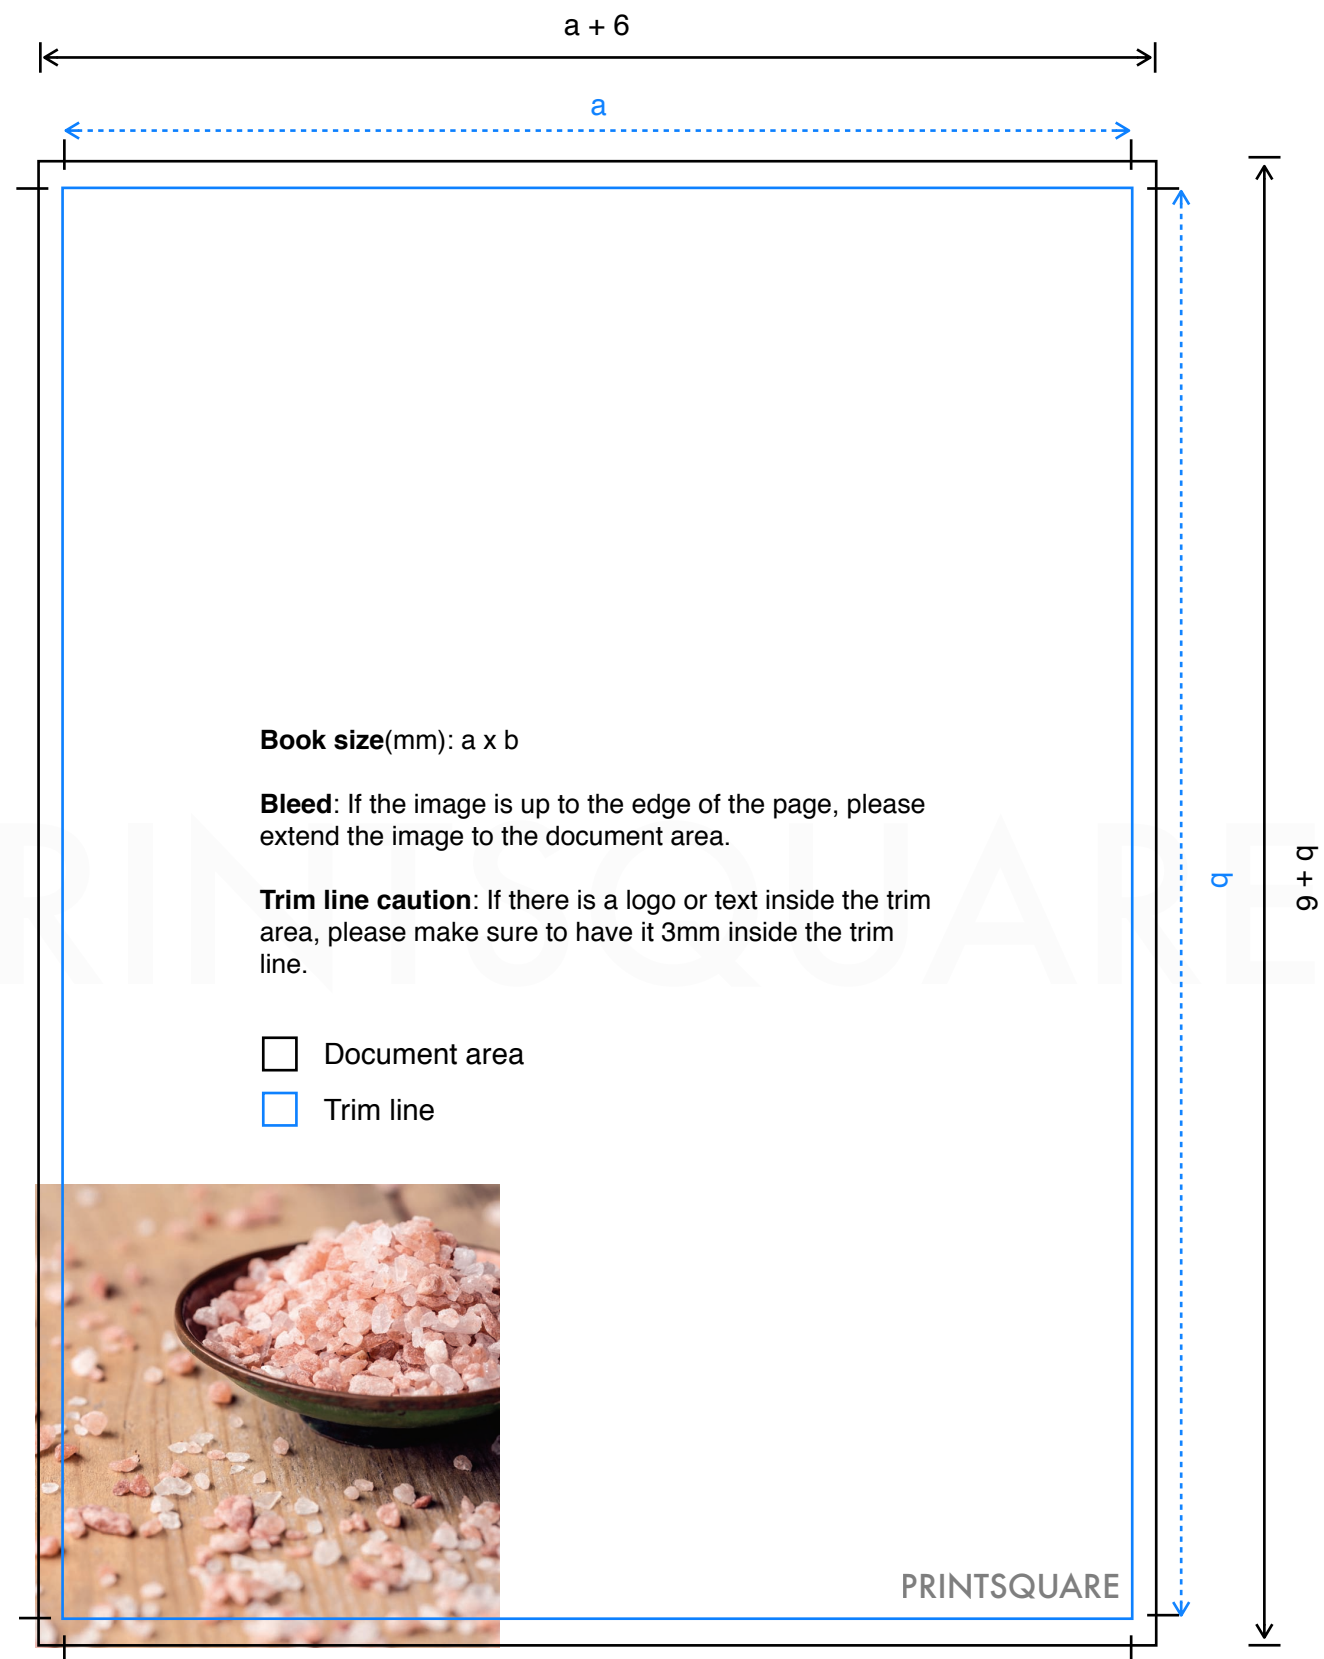 a + 6
a
Book size(mm): a x b
Bleed: If the image is up to the edge of the page, please
extend the image to the document area.
Trim line caution: If there is a logo or text inside the trim
area, please make sure to have it 3mm inside the trim
line.
Document area
Trim line
b
b + 6
PRINTSQUARE
PRINTSQUARE